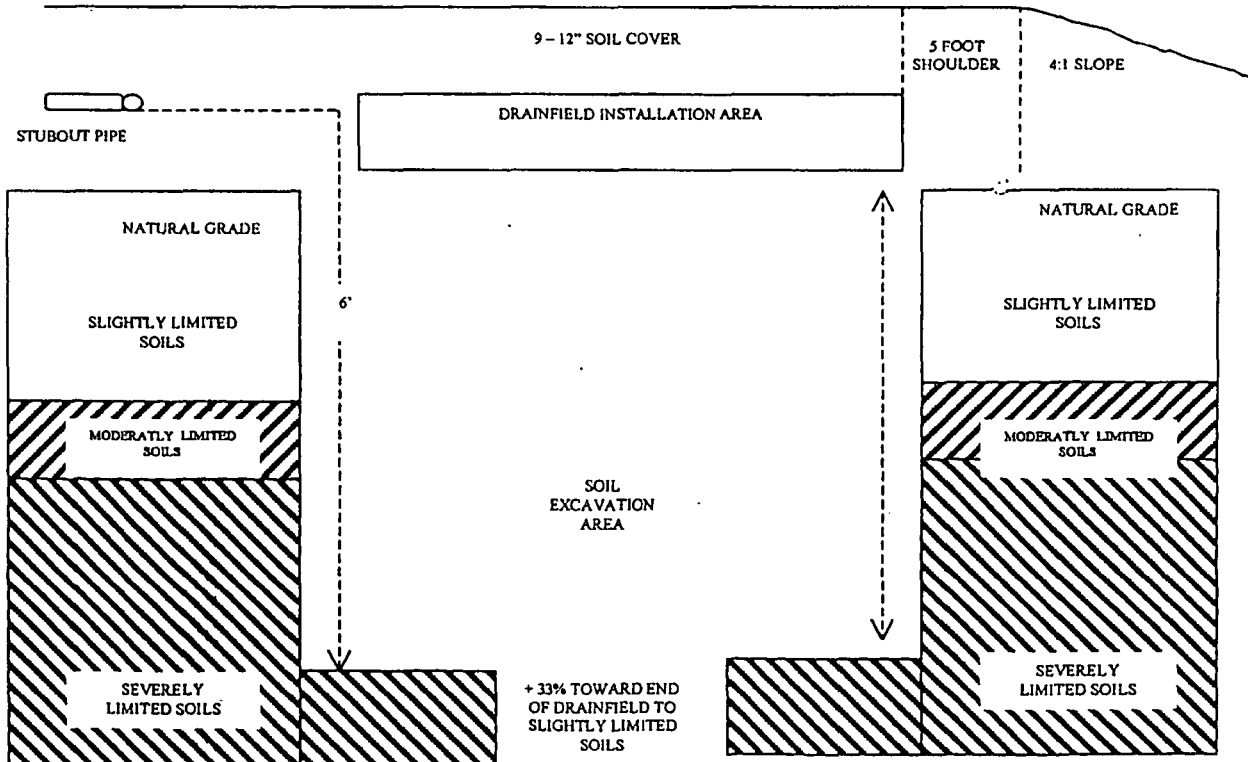 9 – 12" SOIL COVER
5 FOOT
SHOULDER
4:1 SLOPE
DRAINFIELD INSTALLATION AREA
STUBOUT PIPE
NATURAL GRADE
NATURAL GRADE
6'
SLIGHTLY LIMITED
SOILS
SLIGHTLY LIMITED
SOILS
MODERATLY LIMITED
SOILS
MODERATLY LIMITED
SOILS
SOIL
EXCAVATION
AREA
SEVERELY
LIMITED SOILS
+ 33% TOWARD END
OF DRAINFIELD TO
SLIGHTLY LIMITED
SOILS
SEVERELY
LIMITED SOILS